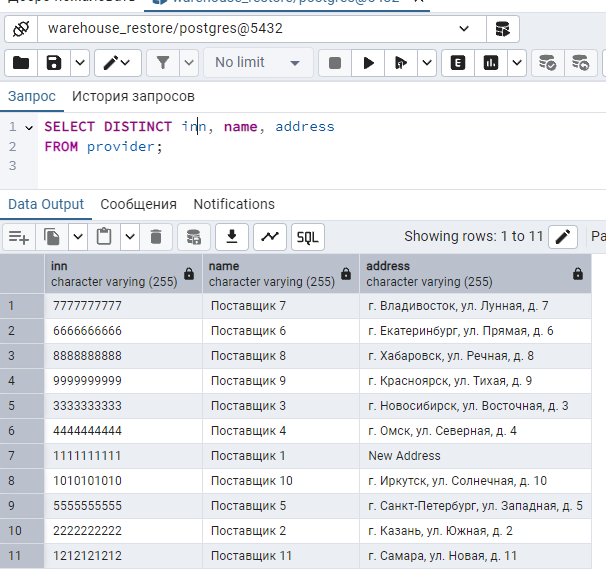 warehouse_restore/postgres@5432
No limit
Запрос История запросов
1 SELECT DISTINCT inn, name, address
2 FROM provider;
3
Data Output Сообщения Notifications
SQL Showing rows: 1 to 11
inn name address
character varying (255) character varying (255) character varying (255)
1 7777777777 Поставщик 7 г. Владивосток, ул. Лунная, д. 7
2 6666666666 Поставщик 6 г. Екатеринбург, ул. Прямая, д. 6
3 8888888888 Поставщик 8 г. Хабаровск, ул. Речная, д. 8
4 9999999999 Поставщик 9 г. Красноярск, ул. Тихая, д. 9
5 3333333333 Поставщик 3 г. Новосибирск, ул. Восточная, д. 3
6 4444444444 Поставщик 4 г. Омск, ул. Северная, д. 4
7 1111111111 Поставщик 1 New Address
8 1010101010 Поставщик 10 г. Иркутск, ул. Солнечная, д. 10
9 5555555555 Поставщик 5 г. Санкт-Петербург, ул. Западная, д. 5
10 2222222222 Поставщик 2 г. Казань, ул. Южная, д. 2
11 1212121212 Поставщик 11 г. Самара, ул. Новая, д. 11